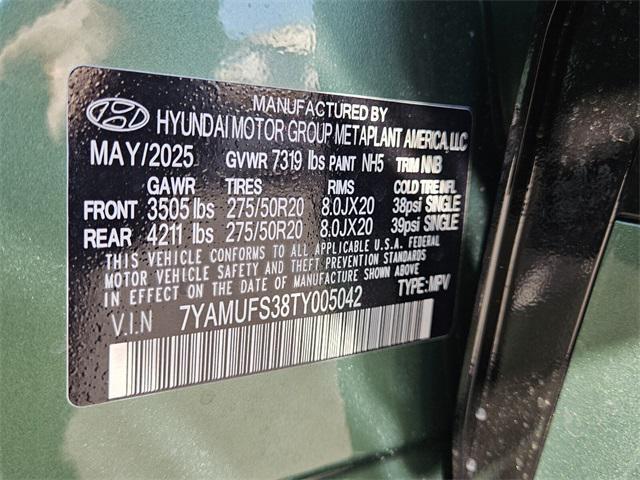 MANUFACTURED BY
HYUNDAI MOTOR GROUP METAPLANT AMERICA, LLC
MAY/2025 GVWR 7319 lbs PAINT NH5 TRIM NNB
GAWR TIRES RIMS COLD TIRE INFL
FRONT 3505 lbs 275/50R20 8.0JX20 38psi SINGLE
REAR 4211 lbs 275/50R20 8.0JX20 39psi SINGLE
THIS VEHICLE CONFORMS TO ALL APPLICABLE U.S.A. FEDERAL
MOTOR VEHICLE SAFETY AND THEFT PREVENTION STANDARDS
IN EFFECT ON THE DATE OF MANUFACTURE SHOWN ABOVE.
TYPE: MPV
V.I.N 7YAMUFS38TY005042